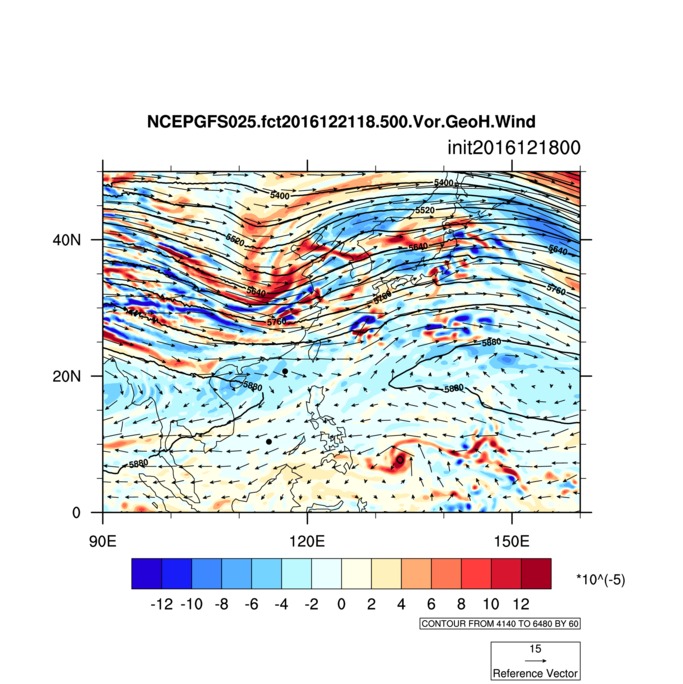 NCEPGFS025.fct2016122118.500.Vor.GeoH.Wind
init2016121800
5400
5400
5520
5520
5640
5640
5640
5760
5760
5760
5880
5880
5880
5880
40N
20N
0
90E 120E 150E
-12 -10 -8 -6 -4 -2 0 2 4 6 8 10 12
*10^(-5)
CONTOUR FROM 4140 TO 6480 BY 60
15
Reference Vector